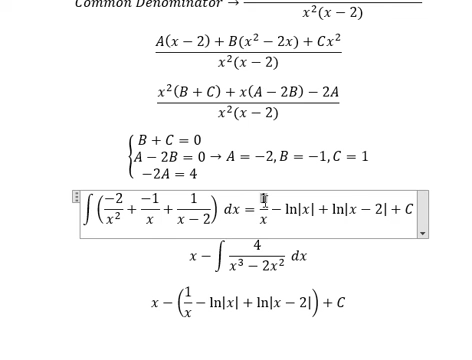 Common Denominator → x²(x − 2)
A(x − 2) + B(x² − 2x) + Cx² / x²(x − 2)
x²(B + C) + x(A − 2B) − 2A / x²(x − 2)
{ B + C = 0
A − 2B = 0 → A = −2, B = −1, C = 1
−2A = 4
∫ (−2/x² + −1/x + 1/(x − 2)) dx = 1/x − ln|x| + ln|x − 2| + C
x − ∫ 4/(x³ − 2x²) dx
x − (1/x − ln|x| + ln|x − 2|) + C